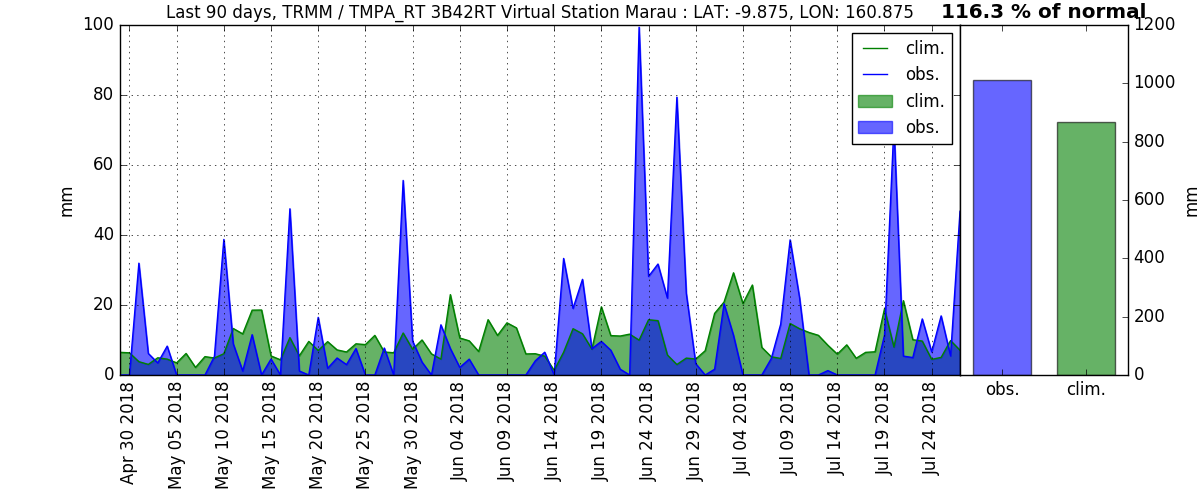 Last 90 days, TRMM / TMPA_RT 3B42RT Virtual Station Marau : LAT: -9.875, LON: 160.875
116.3 % of normal
100
80
60
40
20
0
mm
clim.
obs.
clim.
obs.
1200
1000
800
600
400
200
0
mm
Apr 30 2018
May 05 2018
May 10 2018
May 15 2018
May 20 2018
May 25 2018
May 30 2018
Jun 04 2018
Jun 09 2018
Jun 14 2018
Jun 19 2018
Jun 24 2018
Jun 29 2018
Jul 04 2018
Jul 09 2018
Jul 14 2018
Jul 19 2018
Jul 24 2018
obs.
clim.